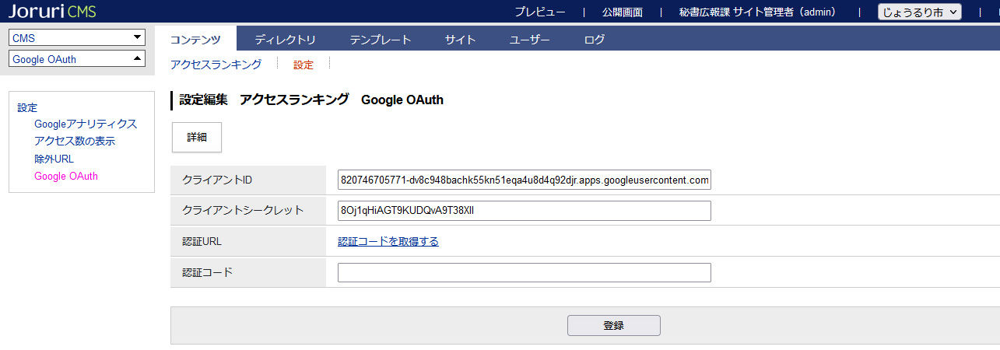 Joruri CMS
プレビュー | 公開画面 | 秘書広報課 サイト管理者（admin） | じょうるり市 |
CMS
Google OAuth
コンテンツ ディレクトリ テンプレート サイト ユーザー ログ
アクセスランキング 設定
設定
Googleアナリティクス
アクセス数の表示
除外URL
Google OAuth
設定編集 アクセスランキング Google OAuth
詳細
クライアントID 820746705771-dv8c948bachk55kn51eqa4u8d4q92djr.apps.googleusercontent.com
クライアントシークレット 8Oj1qHiAGT9KUDQvA9T38XlI
認証URL 認証コードを取得する
認証コード
登録